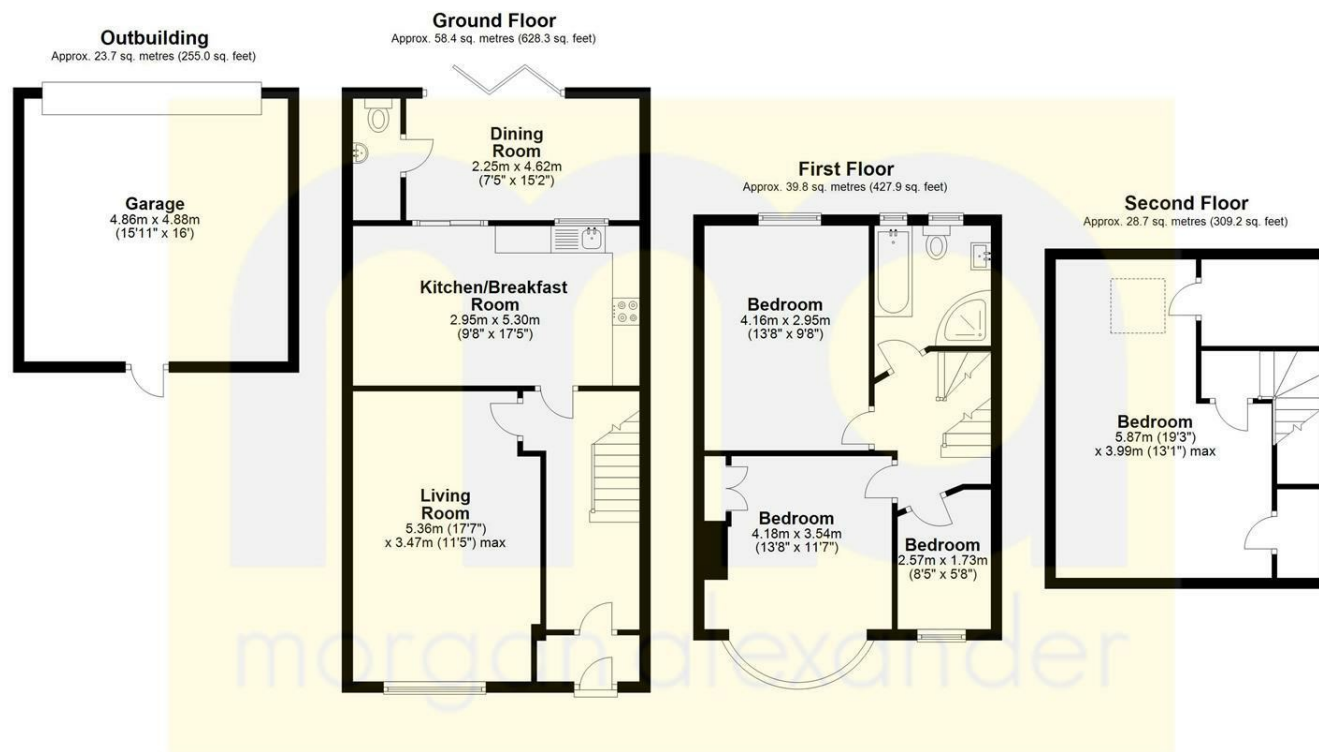 Outbuilding
Approx. 23.7 sq. metres (255.0 sq. feet)
Garage
4.86m x 4.88m
(15'11" x 16')
Ground Floor
Approx. 58.4 sq. metres (628.3 sq. feet)
Dining
Room
2.25m x 4.62m
(7'5" x 15'2")
Kitchen/Breakfast
Room
2.95m x 5.30m
(9'8" x 17'5")
Living
Room
5.36m (17'7")
x 3.47m (11'5") max
First Floor
Approx. 39.8 sq. metres (427.9 sq. feet)
Bedroom
4.16m x 2.95m
(13'8" x 9'8")
Bedroom
4.18m x 3.54m
(13'8" x 11'7")
Bedroom
2.57m x 1.73m
(8'5" x 5'8")
Second Floor
Approx. 28.7 sq. metres (309.2 sq. feet)
Bedroom
5.87m (19'3")
x 3.99m (13'1") max
ma
morgan alexander